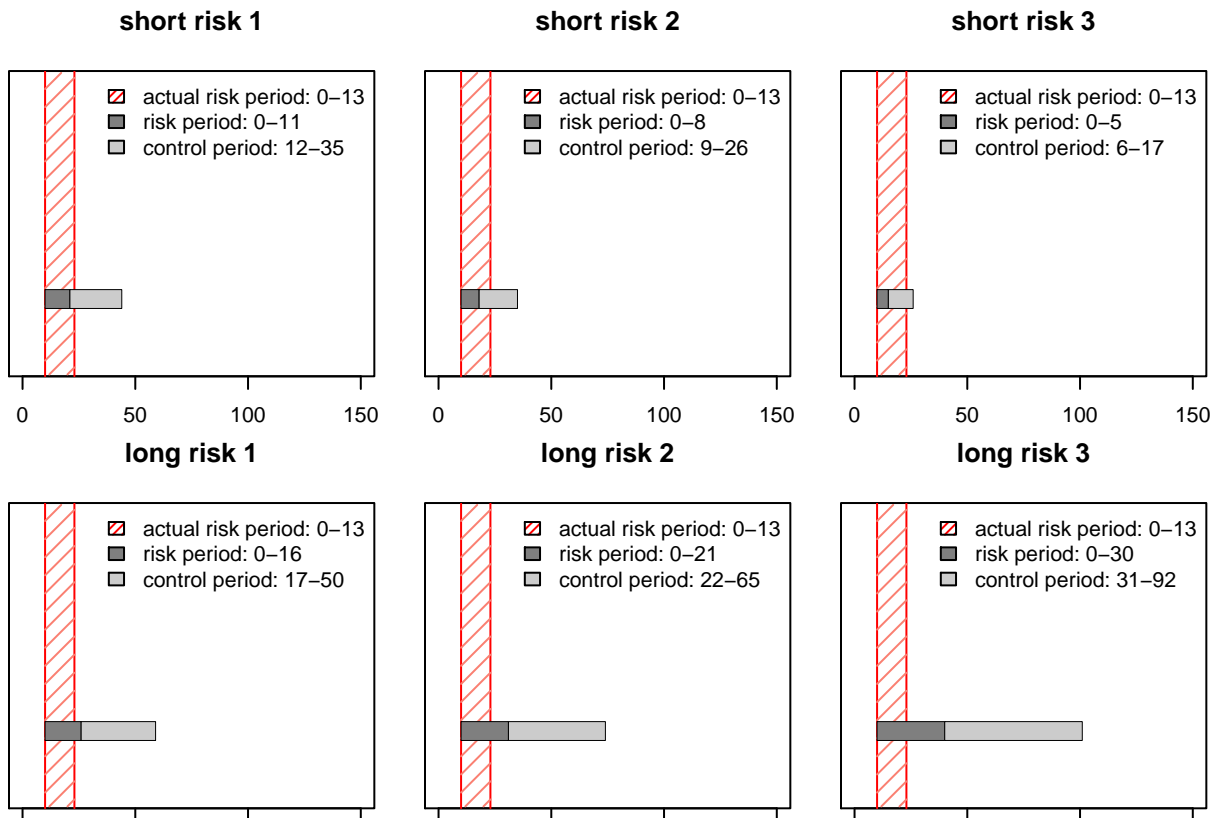 short risk 1
actual risk period: 0−13
risk period: 0−11
control period: 12−35
0 50 100 150
short risk 2
actual risk period: 0−13
risk period: 0−8
control period: 9−26
0 50 100 150
short risk 3
actual risk period: 0−13
risk period: 0−5
control period: 6−17
0 50 100 150
long risk 1
actual risk period: 0−13
risk period: 0−16
control period: 17−50
long risk 2
actual risk period: 0−13
risk period: 0−21
control period: 22−65
long risk 3
actual risk period: 0−13
risk period: 0−30
control period: 31−92